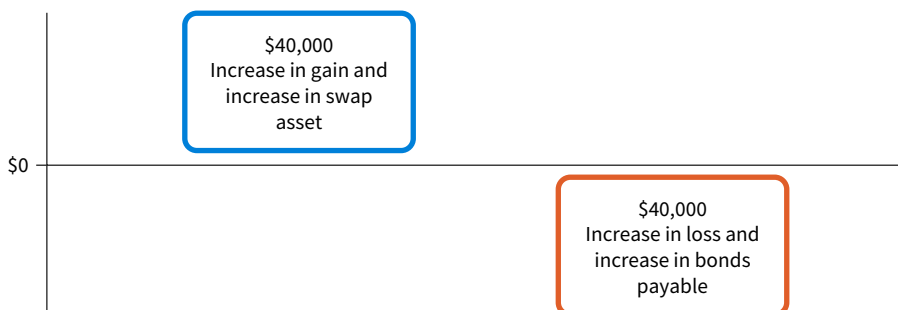 $40,000
Increase in gain and
increase in swap
asset
$0
$40,000
Increase in loss and
increase in bonds
payable